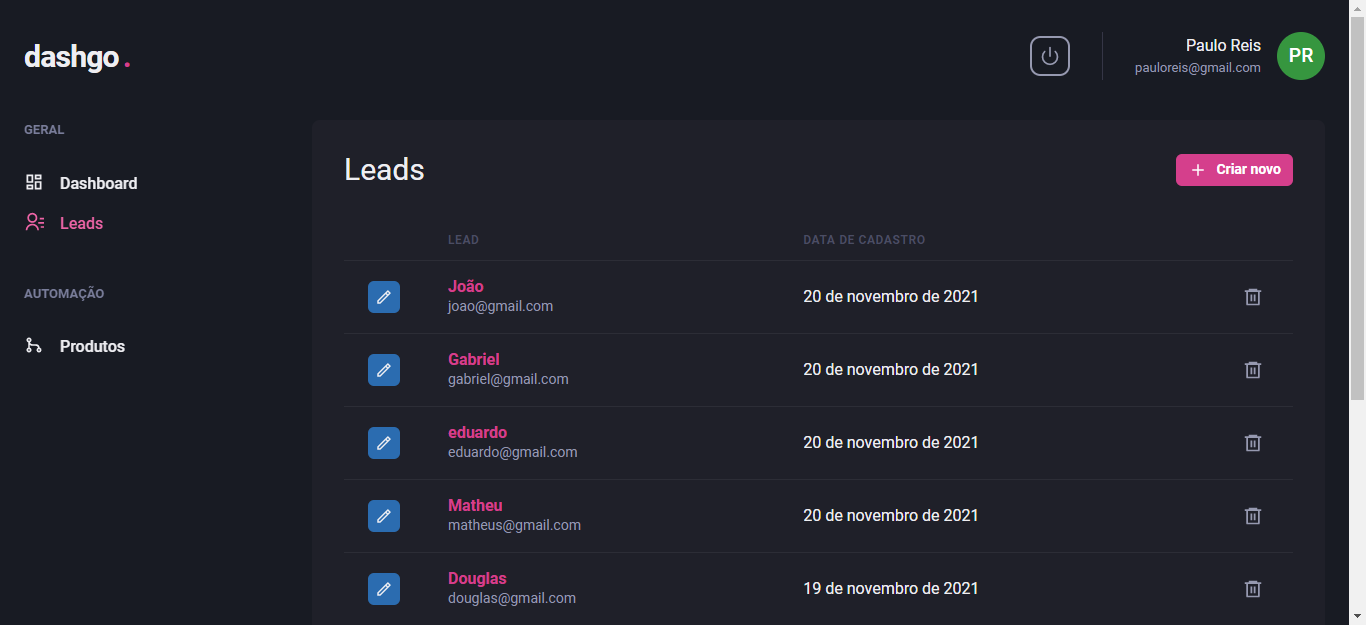 dashgo.
Paulo Reis
pauloreis@gmail.com
PR
GERAL
Dashboard
Leads
AUTOMAÇÃO
Produtos
Leads
Criar novo
LEAD DATA DE CADASTRO
João
joao@gmail.com
20 de novembro de 2021
Gabriel
gabriel@gmail.com
20 de novembro de 2021
eduardo
eduardo@gmail.com
20 de novembro de 2021
Matheu
matheus@gmail.com
20 de novembro de 2021
Douglas
douglas@gmail.com
19 de novembro de 2021